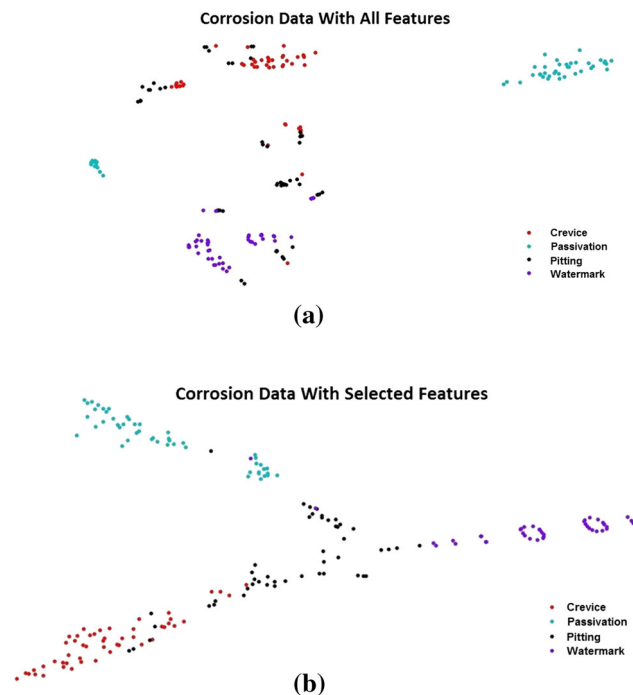 Corrosion Data With All Features
Crevice
Passivation
Pitting
Watermark
(a)
Corrosion Data With Selected Features
Crevice
Passivation
Pitting
Watermark
(b)